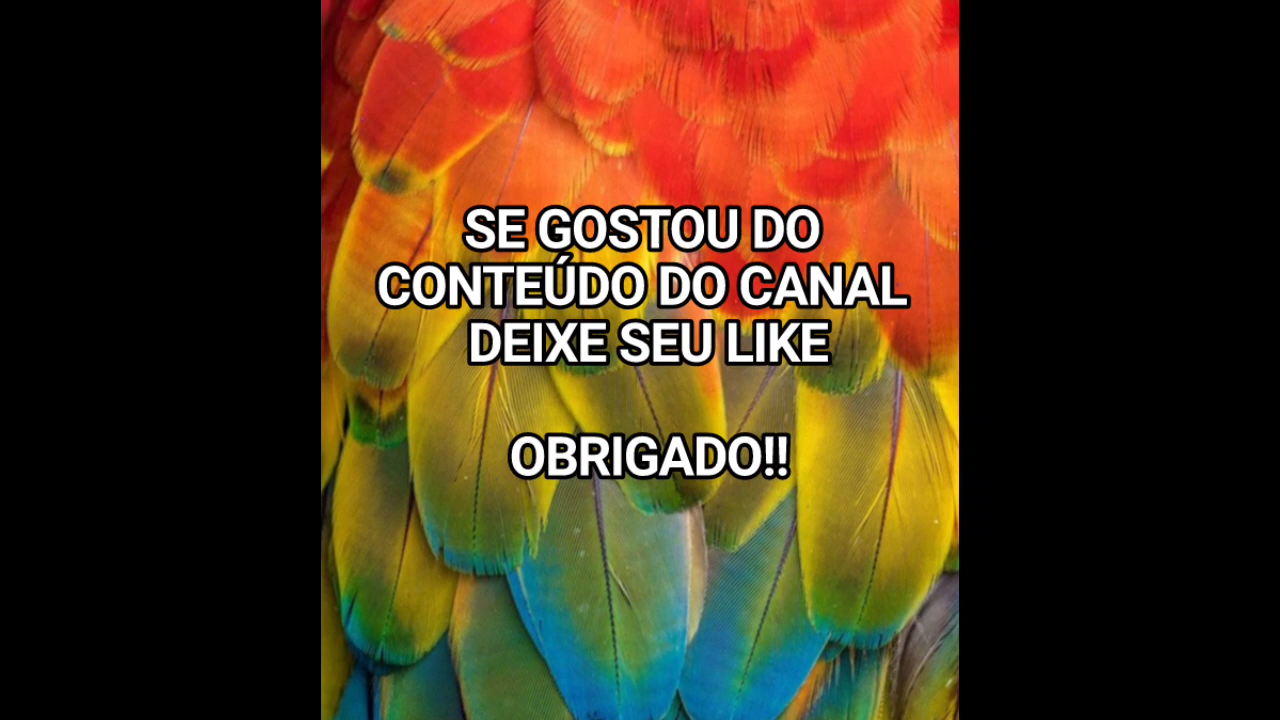 SE GOSTOU DO
CONTEÚDO DO CANAL
DEIXE SEU LIKE
OBRIGADO!!